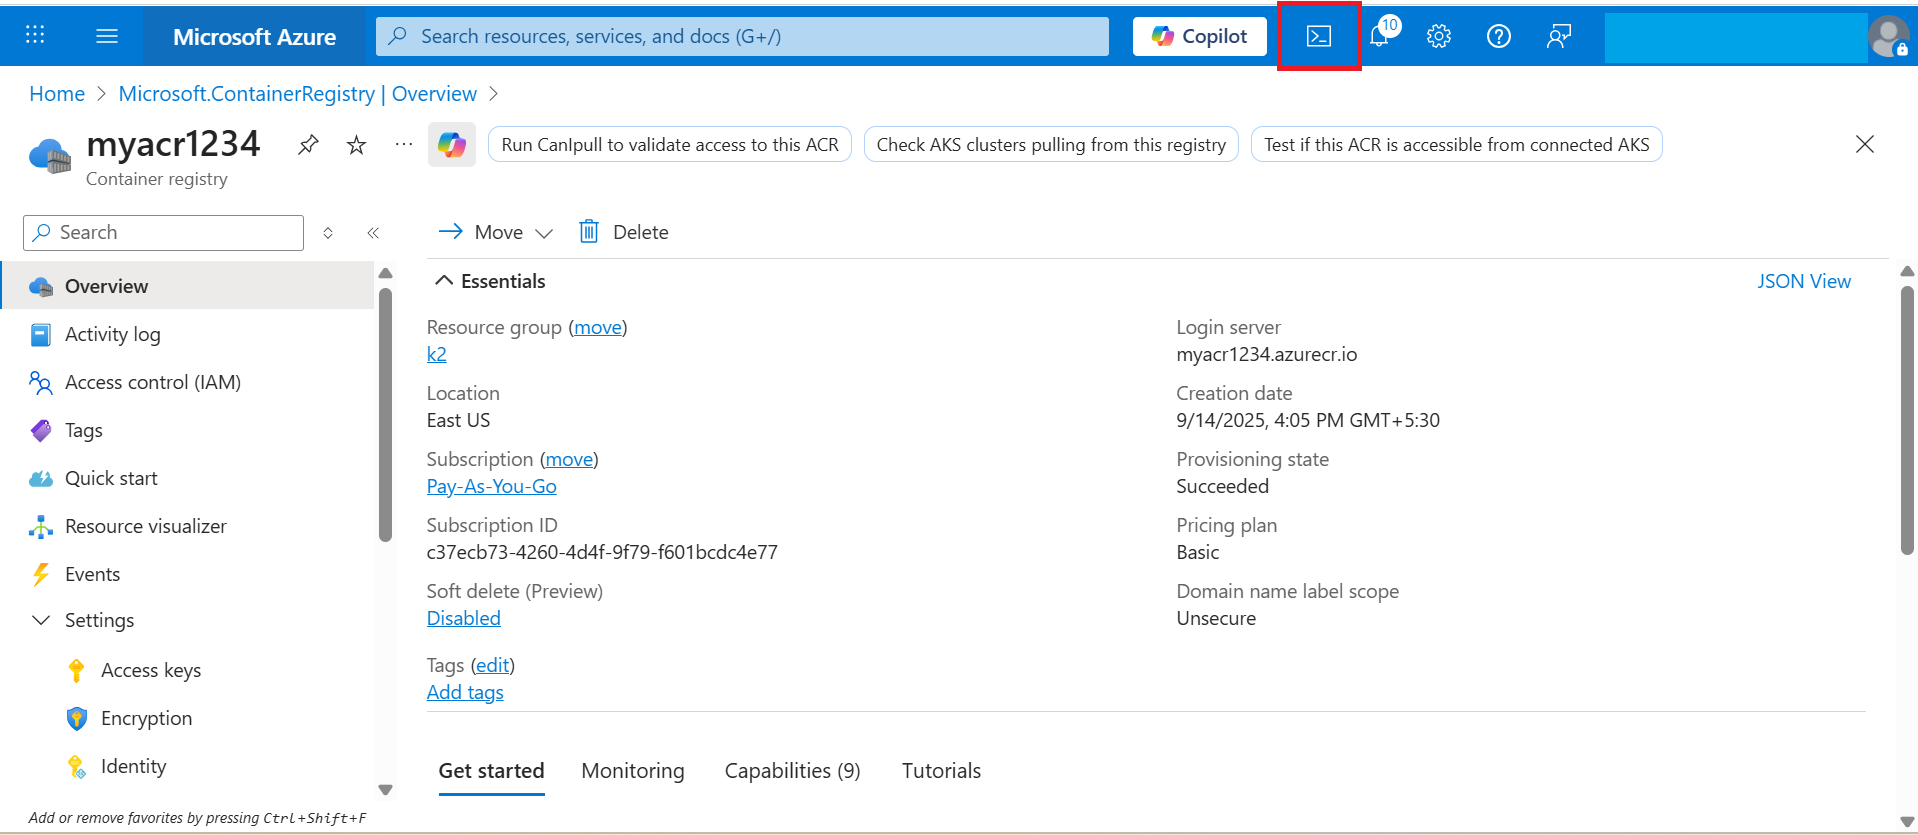 Microsoft Azure
Search resources, services, and docs (G+/)
Copilot
10
Home > Microsoft.ContainerRegistry | Overview >
myacr1234
Container registry
Run CanIpull to validate access to this ACR
Check AKS clusters pulling from this registry
Test if this ACR is accessible from connected AKS
Search
Overview
Activity log
Access control (IAM)
Tags
Quick start
Resource visualizer
Events
Settings
Access keys
Encryption
Identity
Add or remove favorites by pressing Ctrl+Shift+F
Move
Delete
Essentials
JSON View
Resource group (move)
k2
Location
East US
Subscription (move)
Pay-As-You-Go
Subscription ID
c37ecb73-4260-4d4f-9f79-f601bcdc4e77
Soft delete (Preview)
Disabled
Tags (edit)
Add tags
Login server
myacr1234.azurecr.io
Creation date
9/14/2025, 4:05 PM GMT+5:30
Provisioning state
Succeeded
Pricing plan
Basic
Domain name label scope
Unsecure
Get started
Monitoring
Capabilities (9)
Tutorials